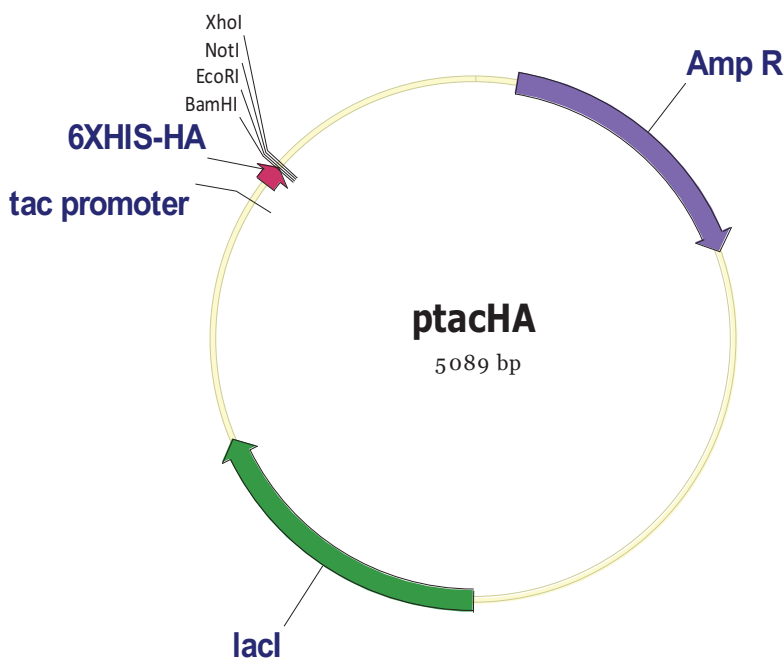 XhoI
NotI
EcoRI
BamHI
Amp R
6XHIS-HA
tac promoter
ptacHA
5089 bp
lacI